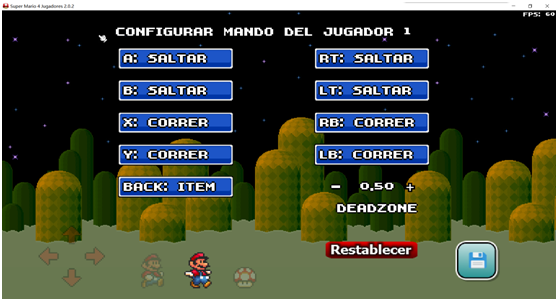 Super Mario 4 Jugadores 2.0.2
FPS: 60
CONFIGURAR MANDO DEL JUGADOR 1
A: SALTAR
RT: SALTAR
B: SALTAR
LT: SALTAR
X: CORRER
RB: CORRER
Y: CORRER
LB: CORRER
BACK: ITEM
- 0,50 +
DEADZONE
Restablecer